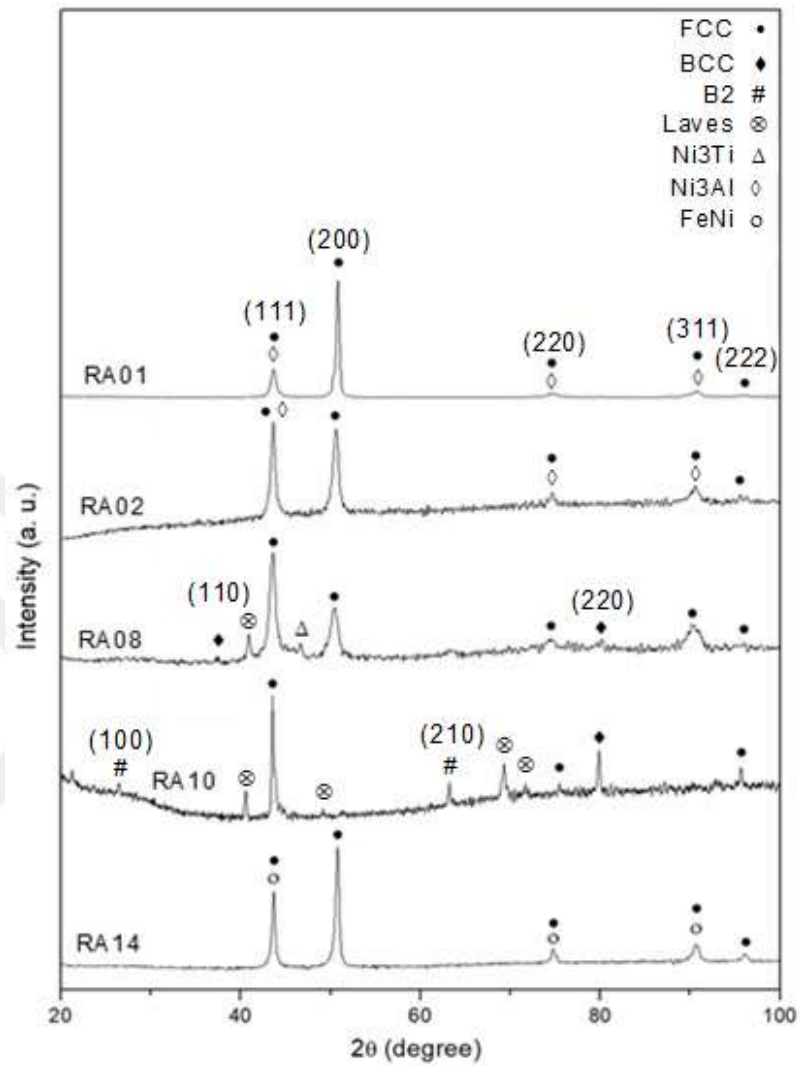 FCC •
BCC ♦
B2 #
Laves ⊗
Ni3Ti △
Ni3Al ◊
FeNi o
(200)
(111)
(220)
(311)
(222)
RA01
RA02
(110)
(220)
RA08
(100)
#
(210)
#
RA10
RA14
Intensity (a. u.)
20 40 60 80 100
2θ (degree)